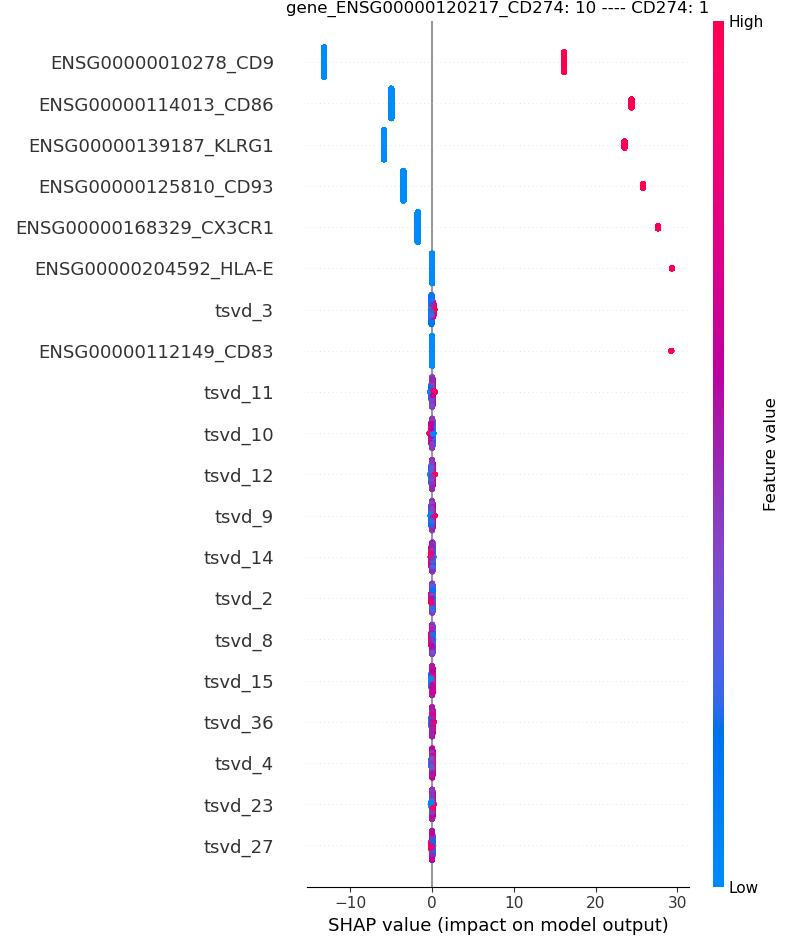 gene_ENSG00000120217_CD274: 10 ---- CD274: 1
High
ENSG00000010278_CD9
ENSG00000114013_CD86
ENSG00000139187_KLRG1
ENSG00000125810_CD93
ENSG00000168329_CX3CR1
ENSG00000204592_HLA-E
tsvd_3
ENSG00000112149_CD83
tsvd_11
tsvd_10
tsvd_12
tsvd_9
tsvd_14
tsvd_2
tsvd_8
tsvd_15
tsvd_36
tsvd_4
tsvd_23
tsvd_27
Feature value
Low
−10 0 10 20 30
SHAP value (impact on model output)